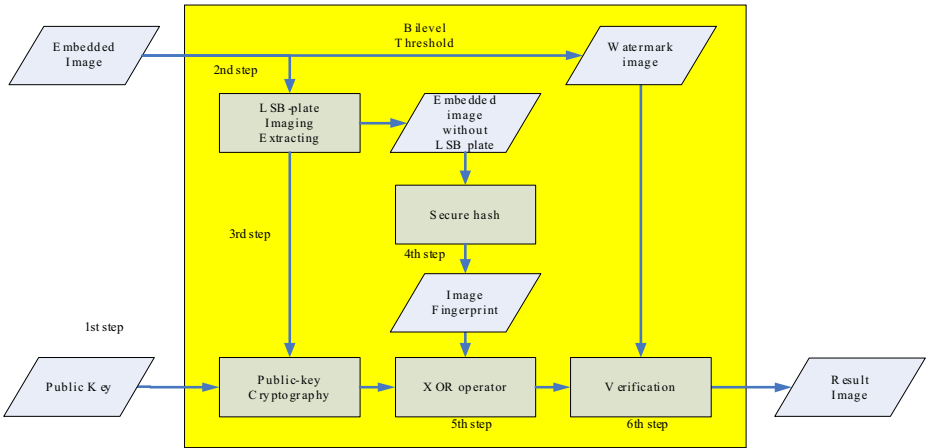 Embedded
Image
Bilevel
Threshold
Watermark
image
2nd step
LSB-plate
Imaging
Extracting
Embedded
image
without
LSB plate
3rd step
Secure hash
4th step
Image
Fingerprint
1st step
Public Key
Public-key
Cryptography
XOR operator
Verification
Result
Image
5th step
6th step